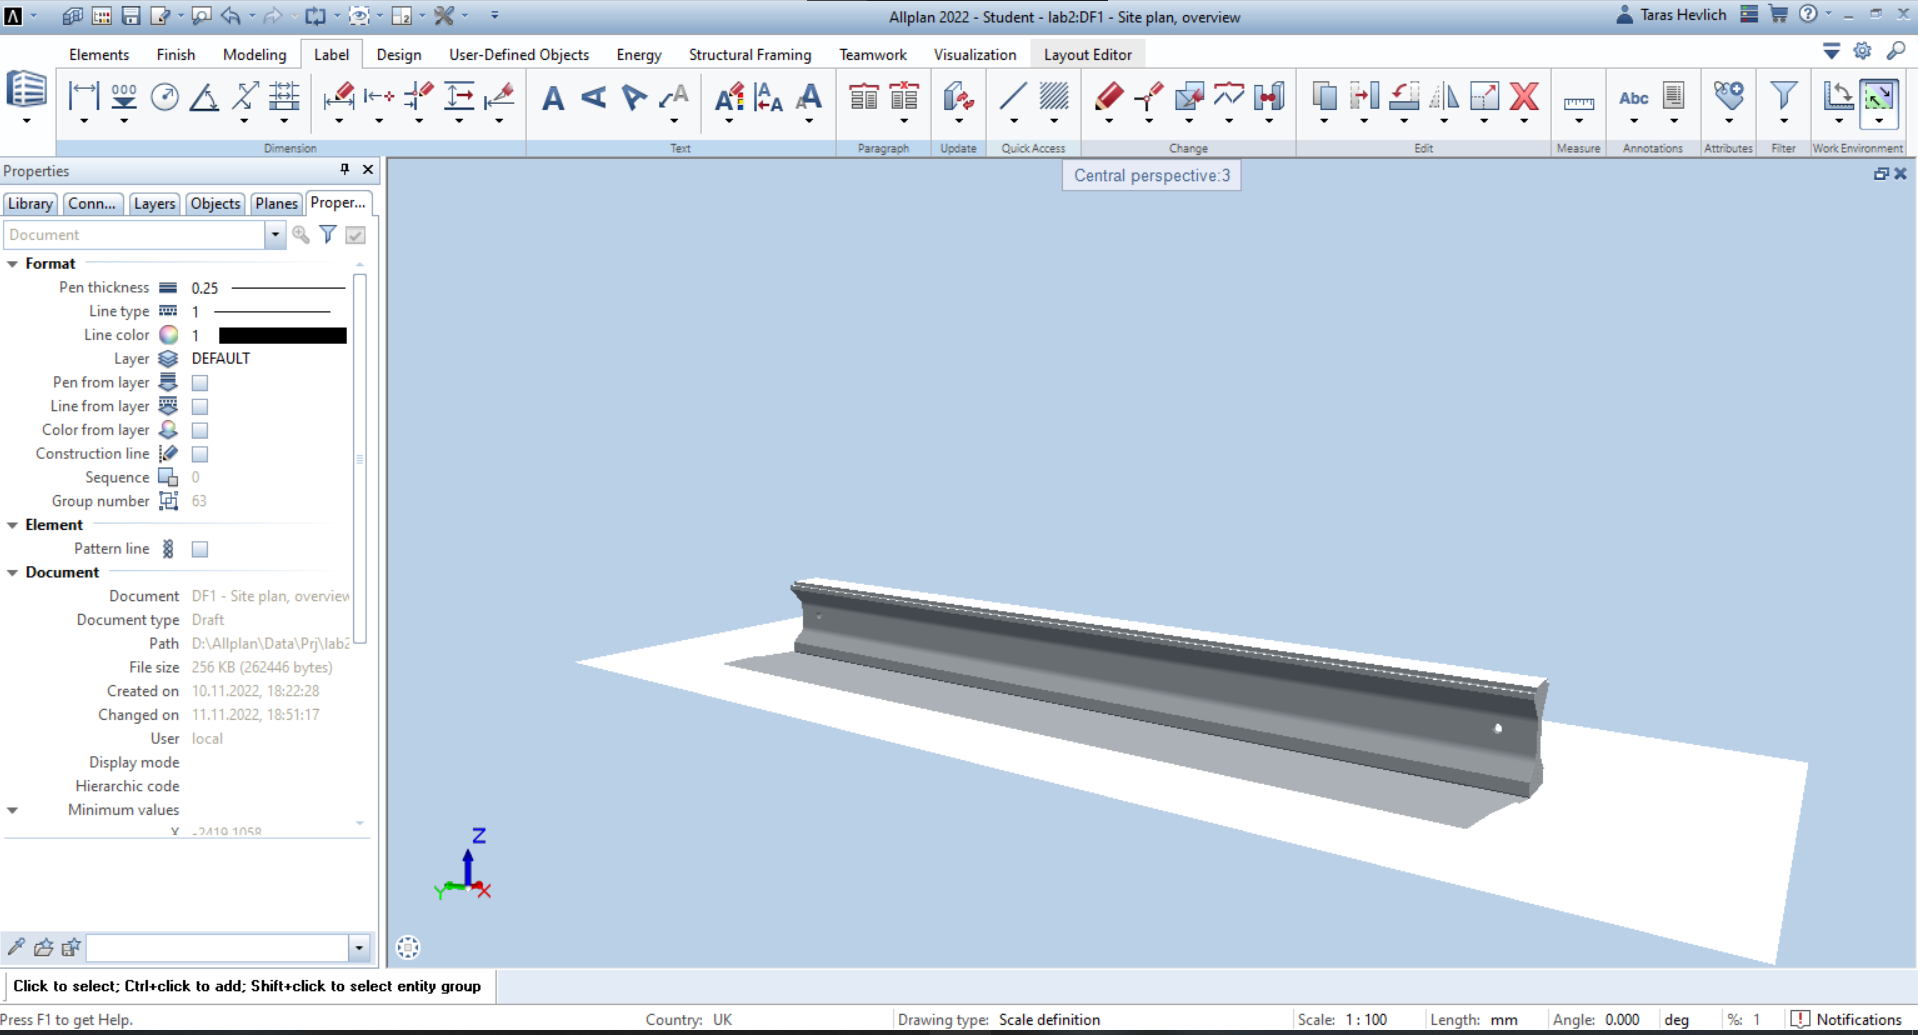 Allplan 2022 - Student - lab2:DF1 - Site plan, overview
Taras Hevlich
Elements Finish Modeling Label Design User-Defined Objects Energy Structural Framing Teamwork Visualization Layout Editor
Abc
Dimension Text Paragraph Update Quick Access Change Edit Measure Annotations Attributes Filter Work Environment
Properties
Central perspective:3
Library Conn... Layers Objects Planes Proper...
Document
Format
Pen thickness 0.25
Line type 1
Line color 1
Layer DEFAULT
Pen from layer
Line from layer
Color from layer
Construction line
Sequence 0
Group number 63
Element
Pattern line
Document
Document DF1 - Site plan, overview
Document type Draft
Path D:\Allplan\Data\Prj\lab2
File size 256 KB (262446 bytes)
Created on 10.11.2022, 18:22:28
Changed on 11.11.2022, 18:51:17
User local
Display mode
Hierarchic code
Minimum values
X -2419.1058
Z
Y X
Click to select; Ctrl+click to add; Shift+click to select entity group
Press F1 to get Help. Country: UK Drawing type: Scale definition Scale: 1 : 100 Length: mm Angle: 0.000 deg %: 1 Notifications